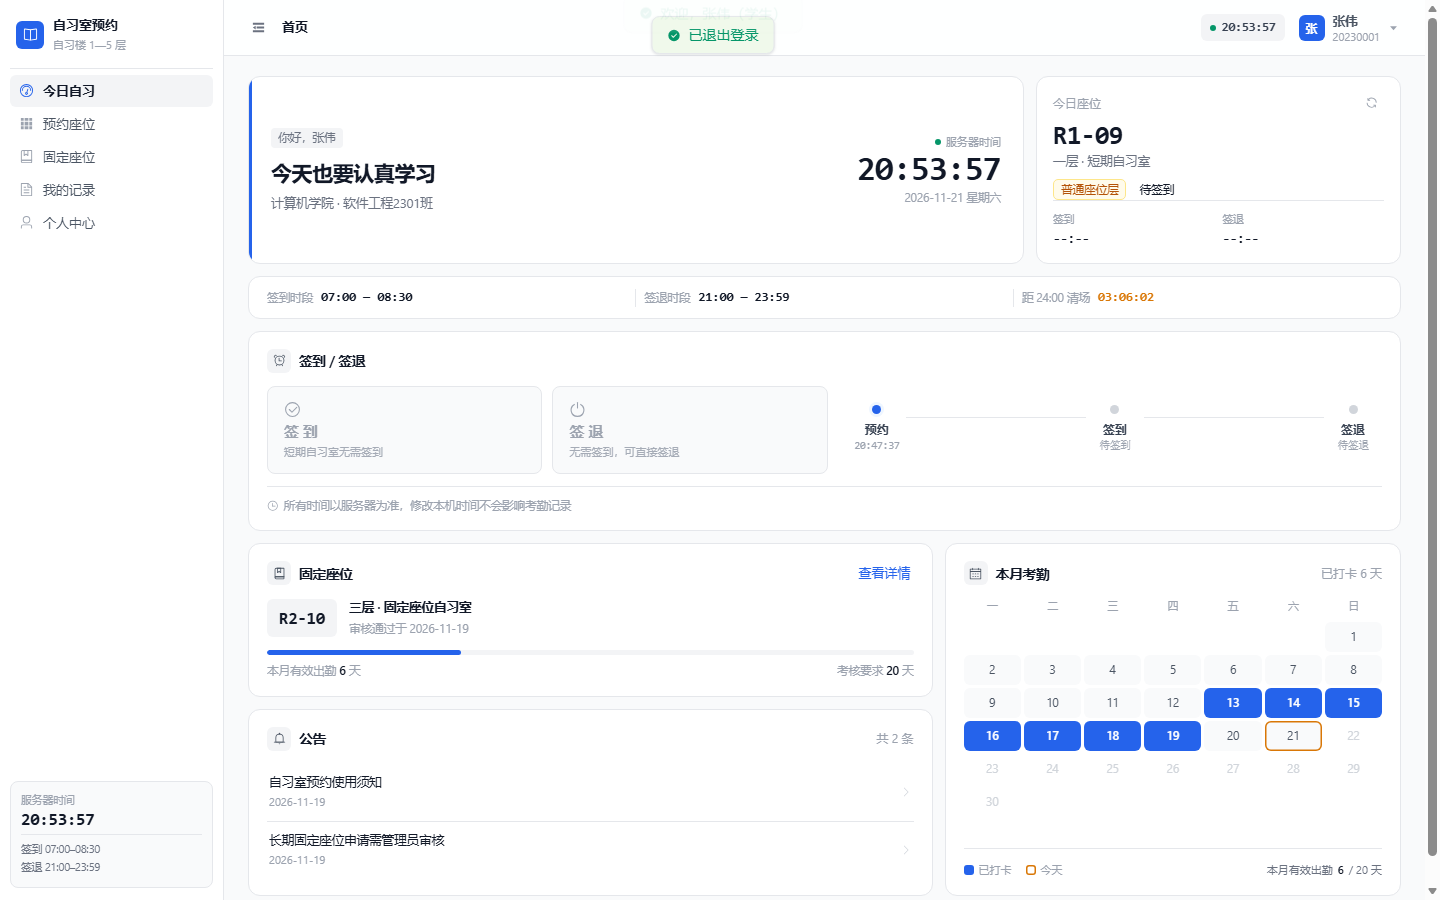 自习室预约
自习楼 1—5 层
今日自习
预约座位
固定座位
我的记录
个人中心
服务器时间
20:53:57
签到 07:00–08:30
签退 21:00–23:59
首页
欢迎，张伟（学生）
已退出登录
20:53:57
张
张伟
20230001
你好，张伟
今天也要认真学习
计算机学院 · 软件工程2301班
服务器时间
20:53:57
2026-11-21 星期六
今日座位
R1-09
一层 · 短期自习室
普通座位层 待签到
签到 签退
--:-- --:--
签到时段 07:00 — 08:30
签退时段 21:00 — 23:59
距 24:00 清场 03:06:02
签到 / 签退
签 到
短期自习室无需签到
签 退
无需签到，可直接签退
预约
20:47:37
签到
待签到
签退
待签退
所有时间以服务器为准，修改本机时间不会影响考勤记录
固定座位 查看详情
R2-10
三层 · 固定座位自习室
审核通过于 2026-11-19
本月有效出勤 6 天 考核要求 20 天
公告 共 2 条
自习室预约使用须知
2026-11-19
长期固定座位申请需管理员审核
2026-11-19
本月考勤 已打卡 6 天
一 二 三 四 五 六 日
1
2 3 4 5 6 7 8
9 10 11 12 13 14 15
16 17 18 19 20 21 22
23 24 25 26 27 28 29
30
已打卡 今天 本月有效出勤 6 / 20 天